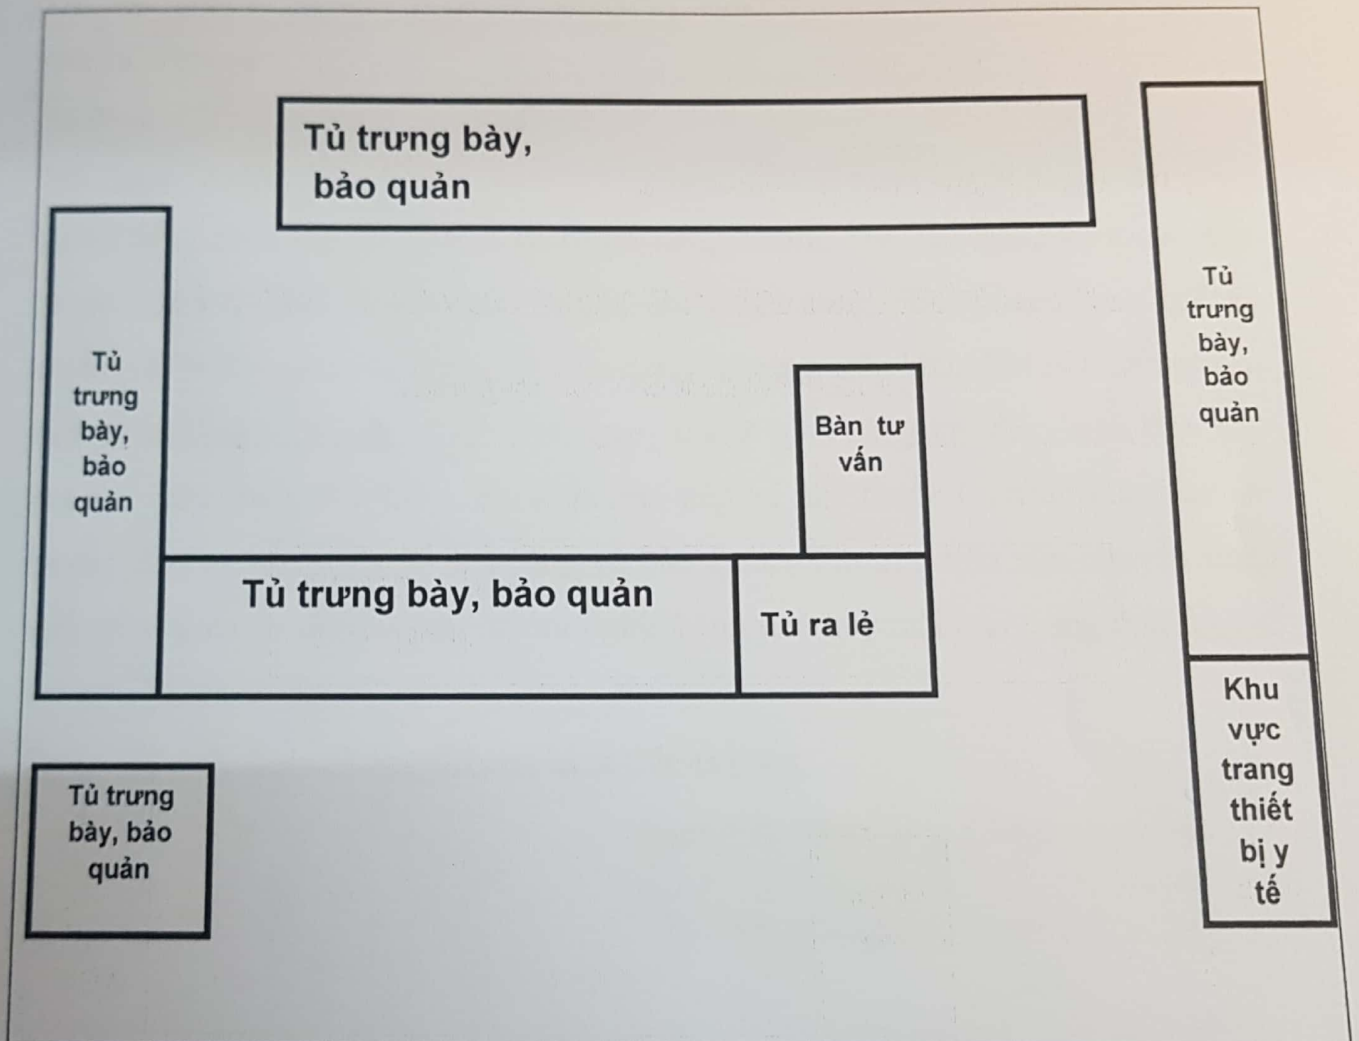 Tủ trưng bày,
bảo quản
Tủ
trưng
bày,
bảo
quản
Tủ
trưng
bày,
bảo
quản
Bàn tư
vấn
Tủ trưng bày, bảo quản
Tủ ra lẻ
Khu
vực
trang
thiết
bị y
tế
Tủ trưng
bày, bảo
quản